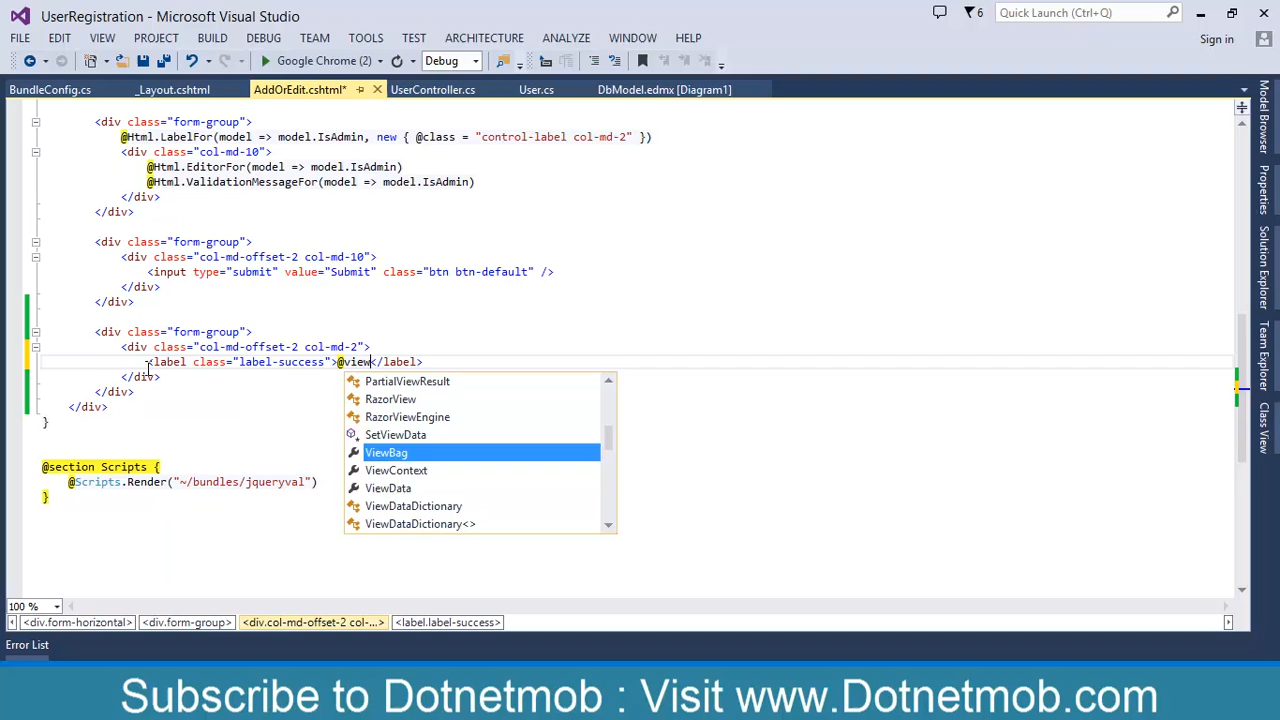 UserRegistration - Microsoft Visual Studio
6
Quick Launch (Ctrl+Q)
FILE EDIT VIEW PROJECT BUILD DEBUG TEAM TOOLS TEST ARCHITECTURE ANALYZE WINDOW HELP
Sign in
Google Chrome (2) Debug
BundleConfig.cs _Layout.cshtml AddOrEdit.cshtml* UserController.cs User.cs DbModel.edmx [Diagram1]
<div class="form-group">
@Html.LabelFor(model => model.IsAdmin, new { @class = "control-label col-md-2" })
<div class="col-md-10">
@Html.EditorFor(model => model.IsAdmin)
@Html.ValidationMessageFor(model => model.IsAdmin)
</div>
</div>
<div class="form-group">
<div class="col-md-offset-2 col-md-10">
<input type="submit" value="Submit" class="btn btn-default" />
</div>
</div>
<div class="form-group">
<div class="col-md-offset-2 col-md-2">
<label class="label-success">@view</label>
</div>
</div>
</div>
}
@section Scripts {
@Scripts.Render("~/bundles/jqueryval")
}
PartialViewResult
RazorView
RazorViewEngine
SetViewData
ViewBag
ViewContext
ViewData
ViewDataDictionary
ViewDataDictionary<>
Model Browser
Properties
Solution Explorer
Team Explorer
Class View
100 %
<div.form-horizontal> <div.form-group> <div.col-md-offset-2 col-...> <label.label-success>
Error List
Subscribe to Dotnetmob : Visit www.Dotnetmob.com